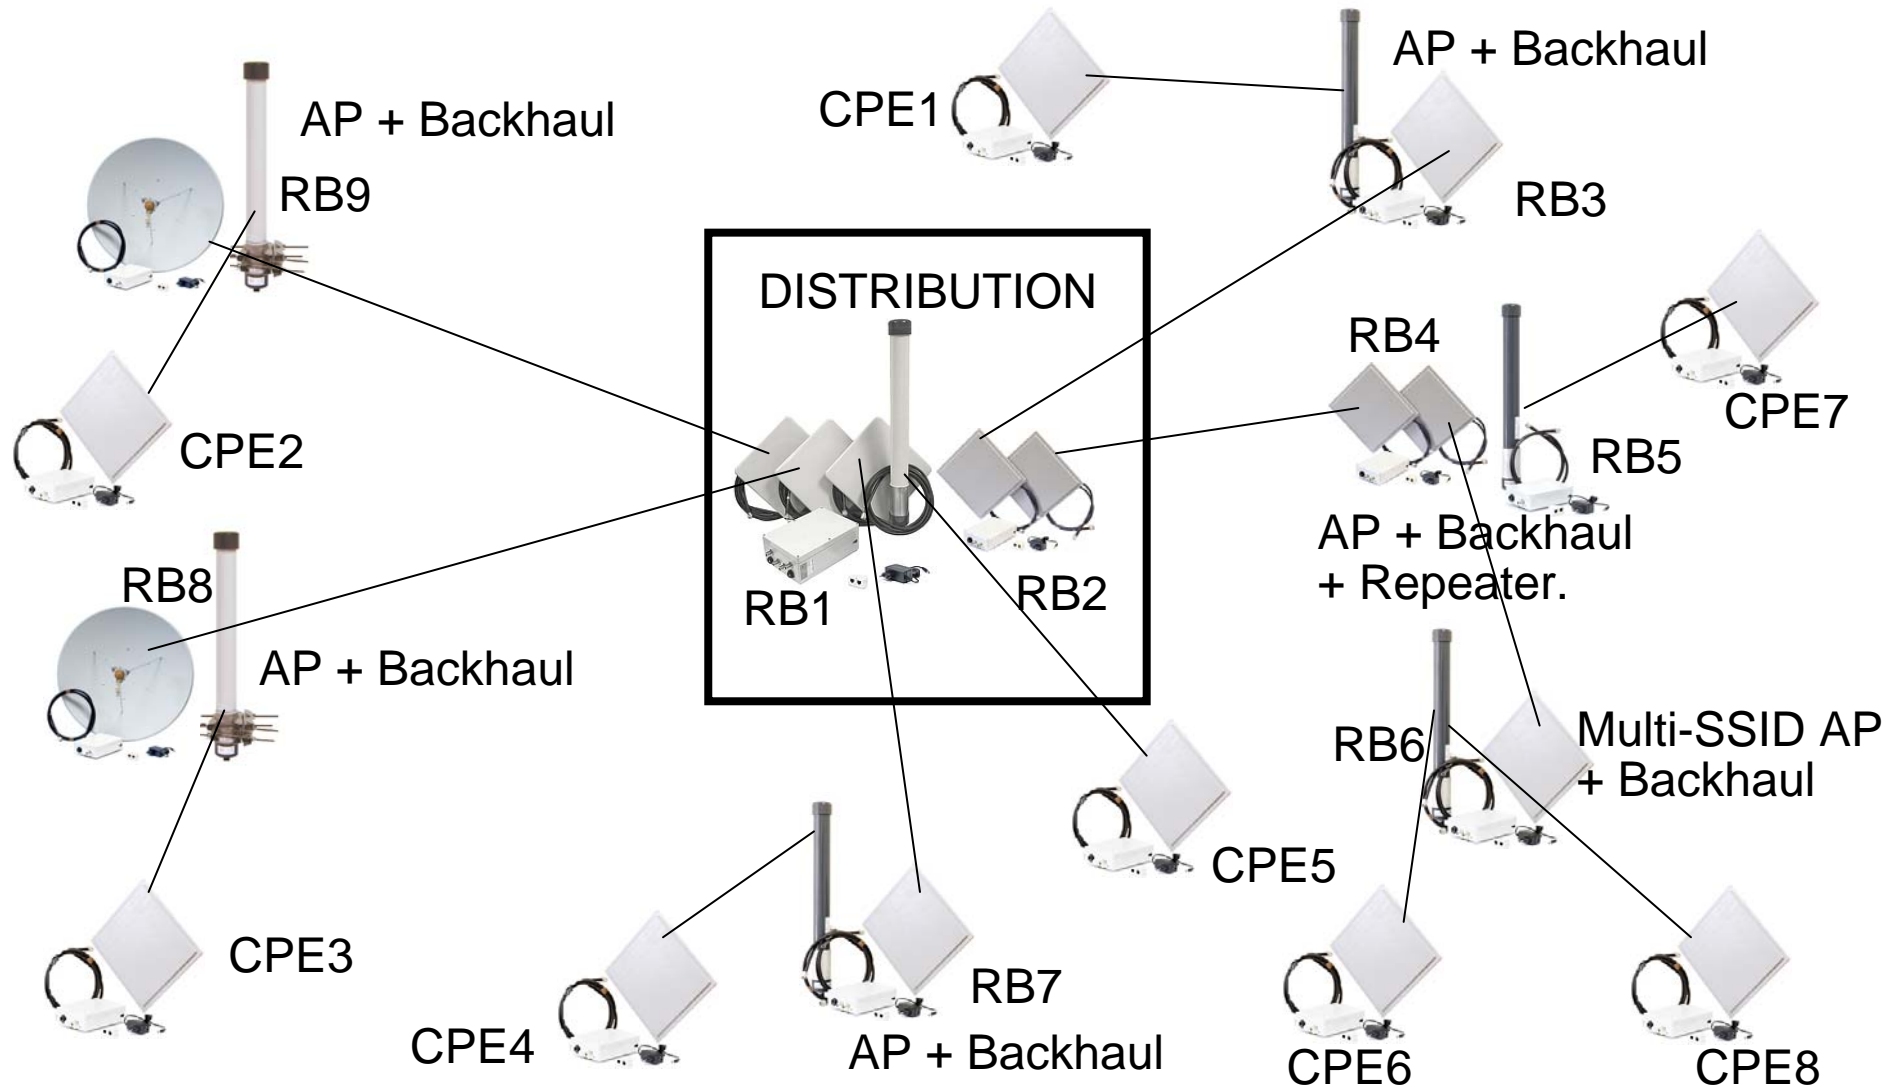 AP + Backhaul
CPE1
AP + Backhaul
RB9
RB3
DISTRIBUTION
RB4
CPE7
CPE2
RB5
AP + Backhaul
+ Repeater.
RB8
RB1
RB2
AP + Backhaul
RB6
Multi-SSID AP
+ Backhaul
CPE5
CPE3
RB7
CPE4
AP + Backhaul
CPE6
CPE8